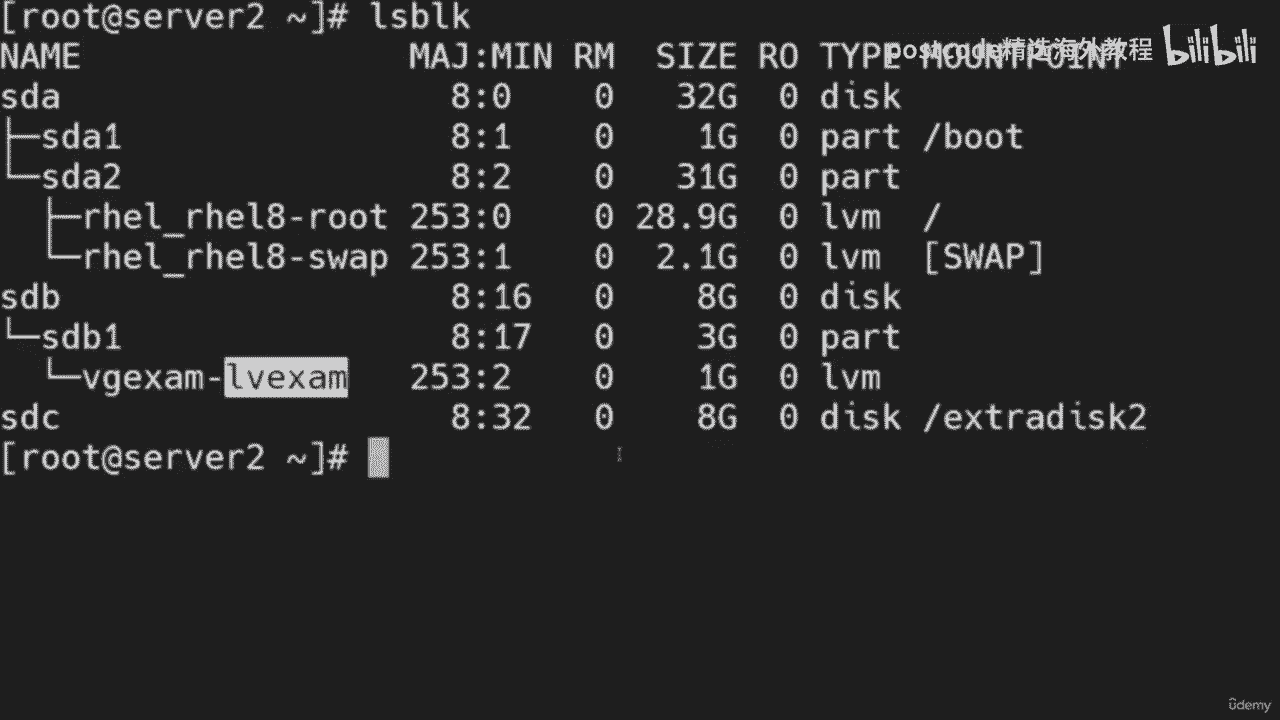 [root@server2 ~]# lsblk
NAME                MAJ:MIN RM  SIZE RO TYPE MOUNTPOINT
postcode精选海外教程 bilibili
sda                   8:0    0   32G  0 disk
├─sda1                8:1    0    1G  0 part /boot
└─sda2                8:2    0   31G  0 part
  ├─rhel_rhel8-root 253:0    0 28.9G  0 lvm  /
  └─rhel_rhel8-swap 253:1    0  2.1G  0 lvm  [SWAP]
sdb                   8:16   0    8G  0 disk
└─sdb1                8:17   0    3G  0 part
  └─vgexam-lvexam   253:2    0    1G  0 lvm
sdc                   8:32   0    8G  0 disk /extradisk2
[root@server2 ~]#
ûdemy